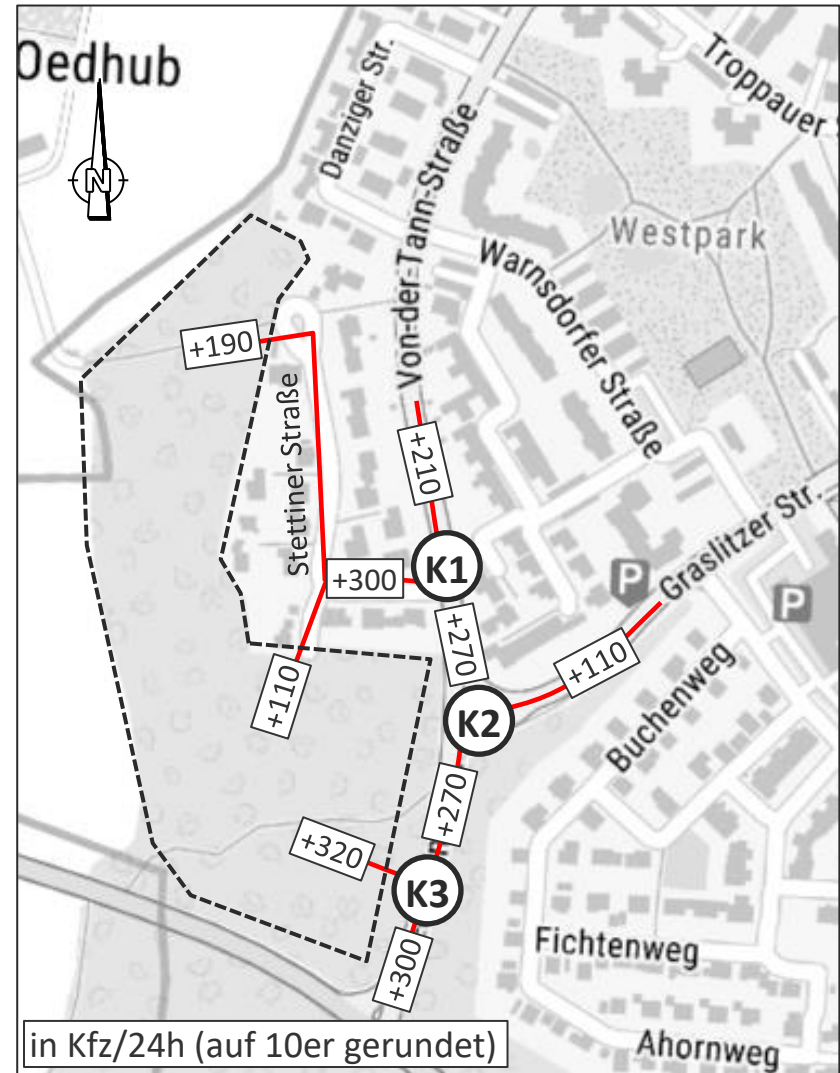 Oedhub
N
Danziger Str.
Von-der-Tann-Straße
Troppauer
Westpark
Warnsdorfer Straße
+190
Stettiner Straße
+210
K1
+300
+270
Graslitzer Str.
P
P
+110
+110
K2
Buchenweg
+270
+320
K3
+300
Fichtenweg
Ahornweg
in Kfz/24h (auf 10er gerundet)